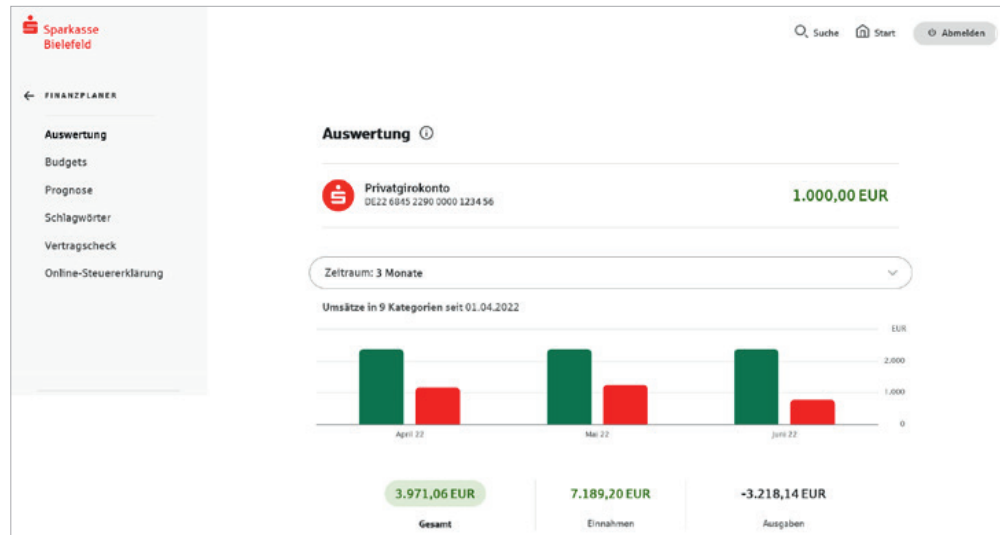 Sparkasse
Bielefeld
Suche
Start
Abmelden
FINANZPLANER
Auswertung
Budgets
Prognose
Schlagwörter
Vertragscheck
Online-Steuererklärung
Auswertung
Privatgirokonto
DE22 6845 2290 0000 1234 56
1.000,00 EUR
Zeitraum: 3 Monate
Umsätze in 9 Kategorien seit 01.04.2022
EUR
2.000
1.000
0
April 22
Mai 22
Juni 22
3.971,06 EUR
7.189,20 EUR
-3.218,14 EUR
Gesamt
Einnahmen
Ausgaben